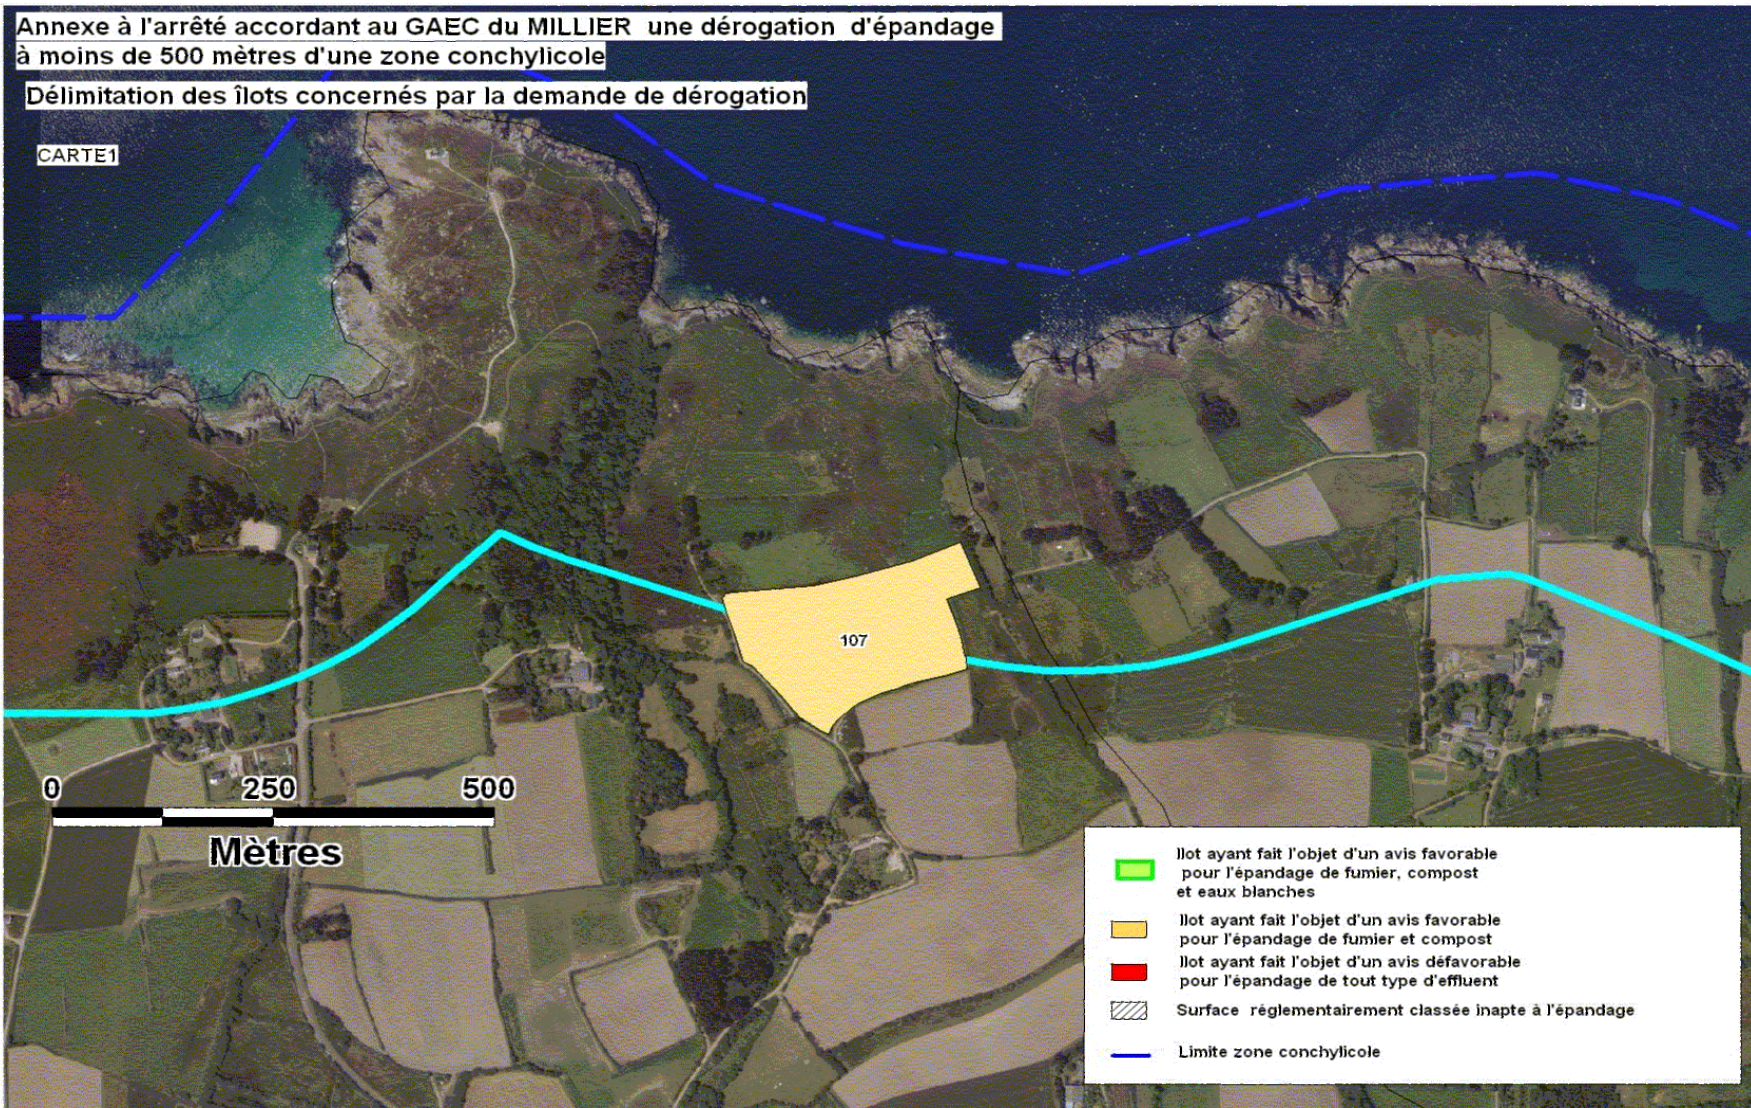 Annexe à l'arrêté accordant au GAEC du MILLIER une dérogation d'épandage
à moins de 500 mètres d'une zone conchylicole
Délimitation des îlots concernés par la demande de dérogation
CARTE1
107
0 250 500
Mètres
Ilot ayant fait l'objet d'un avis favorable
pour l'épandage de fumier, compost
et eaux blanches
Ilot ayant fait l'objet d'un avis favorable
pour l'épandage de fumier et compost
Ilot ayant fait l'objet d'un avis défavorable
pour l'épandage de tout type d'effluent
Surface réglementairement classée inapte à l'épandage
Limite zone conchylicole